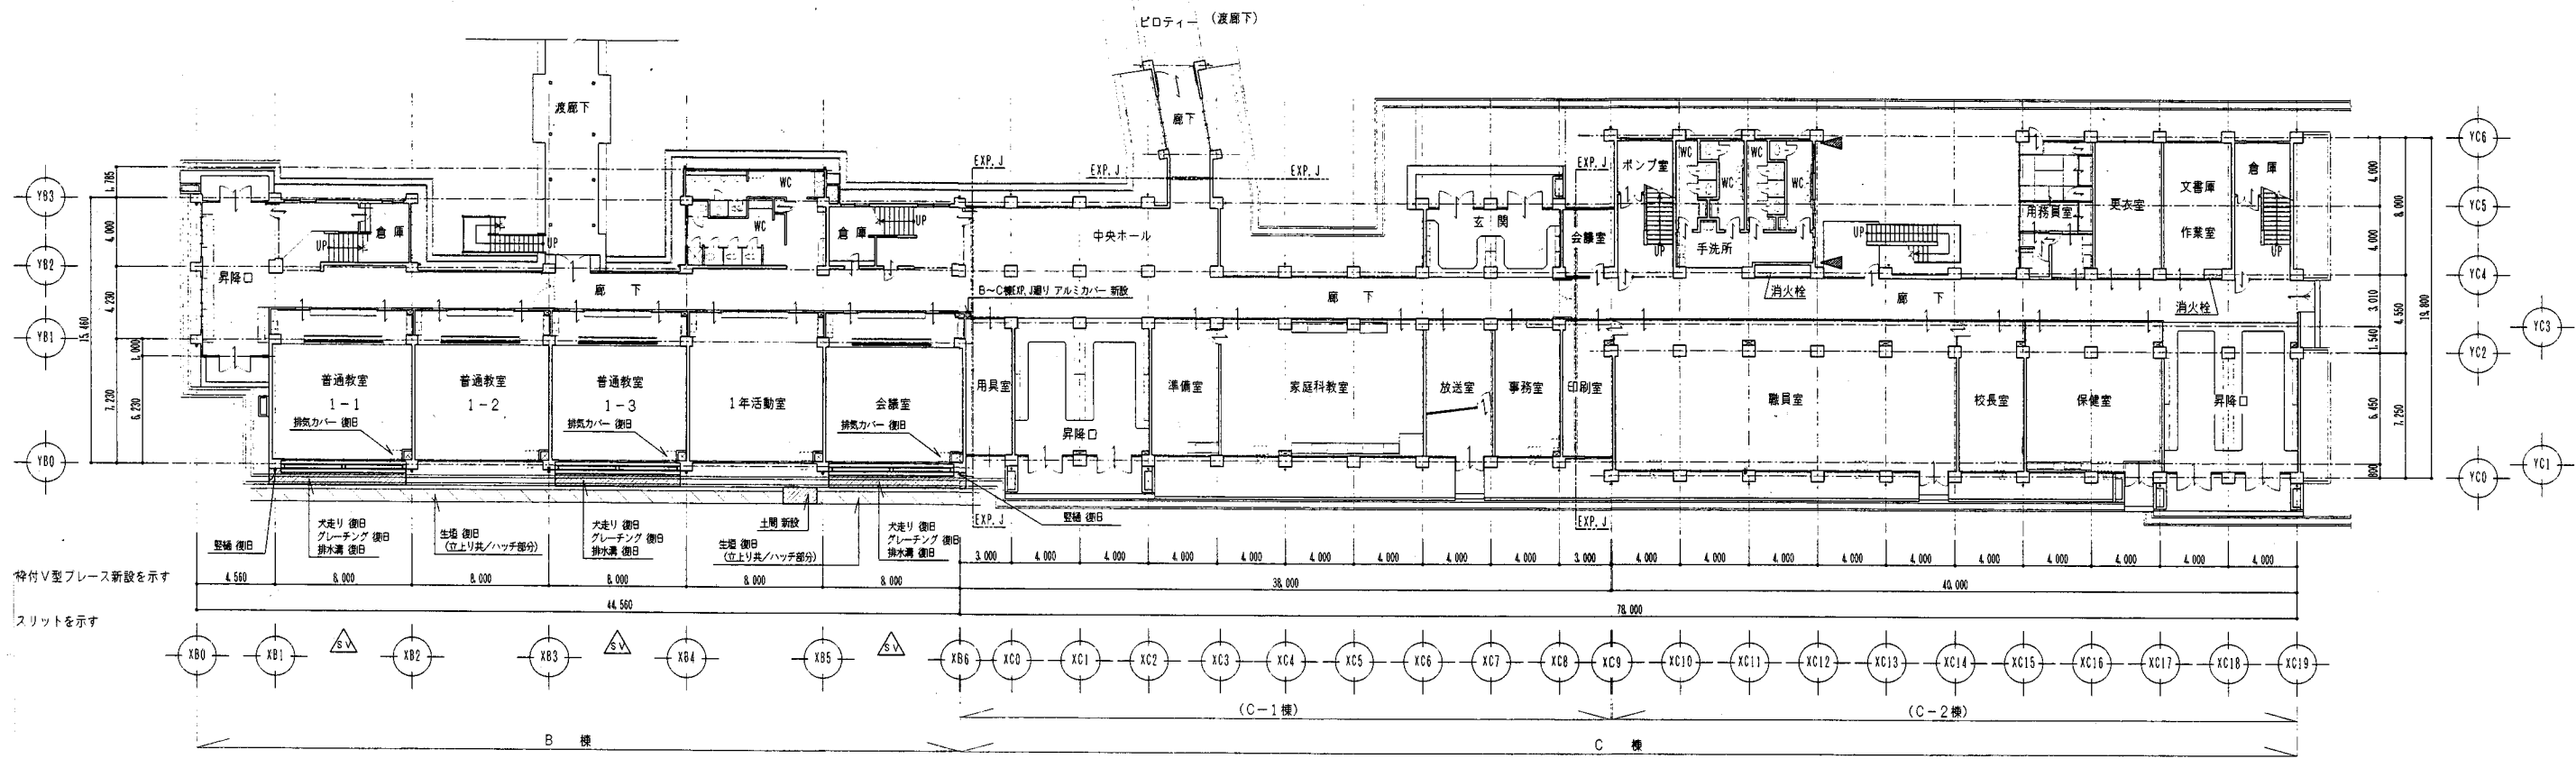 ピロティー (渡廊下)
渡廊下
廊下
EXP. J
EXP. J
EXP. J
EXP. J
YB3
YB2
YB1
YB0
1,785
4,000
4,230
15,460
1,000
7,230
6,230
昇降口
UP
倉庫
UP
WC
WC
倉庫
UP
廊 下
中央ホール
玄 関
会議室
ポンプ室
UP
WC
WC
WC
WC
手洗所
UP
用務員室
更衣室
文書庫
作業室
倉庫
UP
B～C棟EXP. J廻り アルミカバー 新設
廊 下
消火栓
廊 下
消火栓
YC6
YC5
YC4
YC3
YC2
YC1
YC0
4,000
4,000
8,000
3,010
1,540
4,550
19,800
6,450
7,250
800
普通教室
1－1
排気カバー 復旧
普通教室
1－2
普通教室
1－3
排気カバー 復旧
1年活動室
会議室
排気カバー 復旧
用具室
昇降口
準備室
家庭科教室
放送室
事務室
印刷室
職員室
校長室
保健室
昇降口
竪樋 復旧
犬走り 復旧
グレーチング 復旧
排水溝 復旧
生垣 復旧
(立上り共/ハッチ部分)
犬走り 復旧
グレーチング 復旧
排水溝 復旧
土間 新設
生垣 復旧
(立上り共/ハッチ部分)
犬走り 復旧
グレーチング 復旧
排水溝 復旧
EXP. J
竪樋 復旧
EXP. J
枠付V型ブレース新設を示す
スリットを示す
4,560 8,000 8,000 8,000 8,000 8,000
3,000 4,000 4,000 4,000 4,000 4,000 4,000 4,000 4,000 3,000 4,000 4,000 4,000 4,000 4,000 4,000 4,000 4,000 4,000 4,000
38,000 40,000
44,560 78,000
XB0 XB1 SV XB2 XB3 SV XB4 XB5 SV XB6 XC0 XC1 XC2 XC3 XC4 XC5 XC6 XC7 XC8 XC9 XC10 XC11 XC12 XC13 XC14 XC15 XC16 XC17 XC18 XC19
(C－1棟) (C－2棟)
B 棟 C 棟